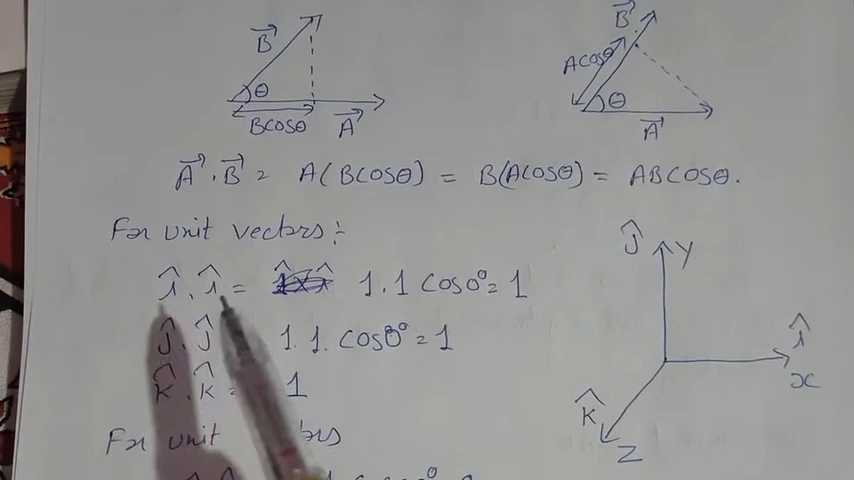 B⃗
θ
BCOSθ A⃗
B⃗
ACOSθ
θ
A⃗
A⃗ . B⃗ = A(BCOSθ) = B(ACOSθ) = ABCOSθ.
For unit vectors :-
î . î = 1.1 COS0° = 1
ĵ . ĵ 1.1. COS0° = 1
k̂ . k̂ = 1
For unit
ĵ Y
î
x
k̂
Z